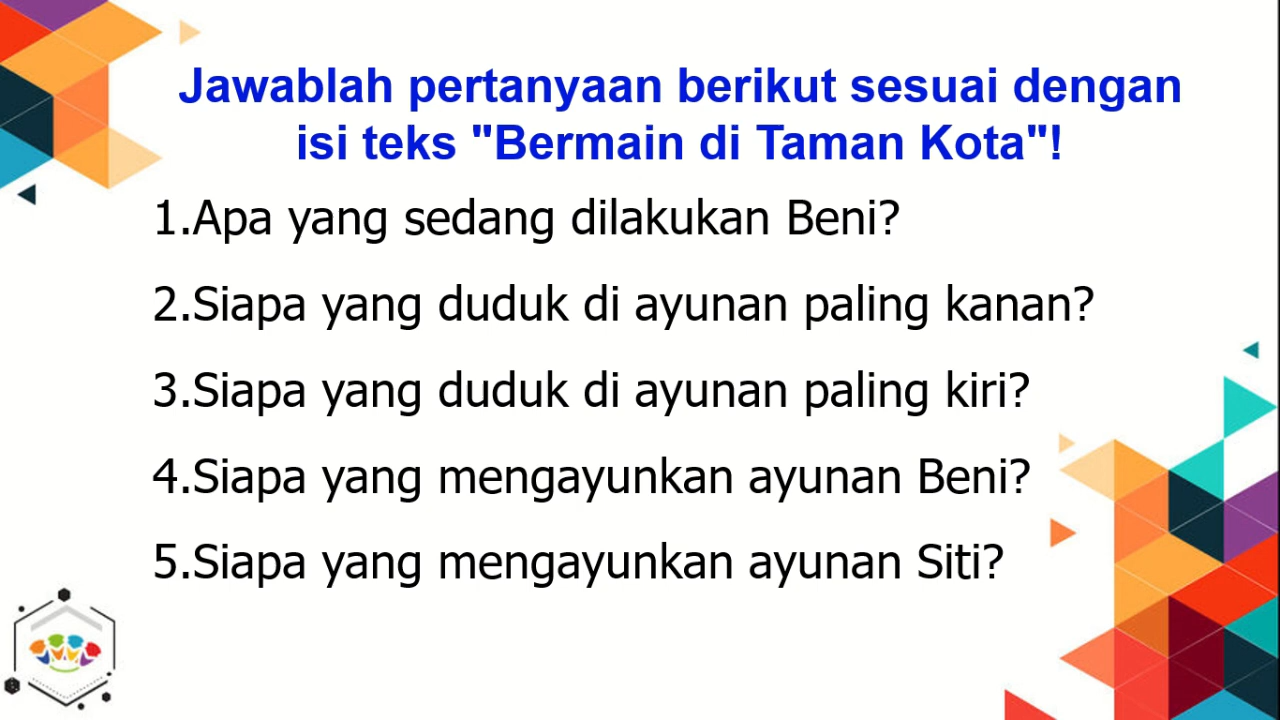 Jawablah pertanyaan berikut sesuai dengan
isi teks "Bermain di Taman Kota"!
1.Apa yang sedang dilakukan Beni?
2.Siapa yang duduk di ayunan paling kanan?
3.Siapa yang duduk di ayunan paling kiri?
4.Siapa yang mengayunkan ayunan Beni?
5.Siapa yang mengayunkan ayunan Siti?